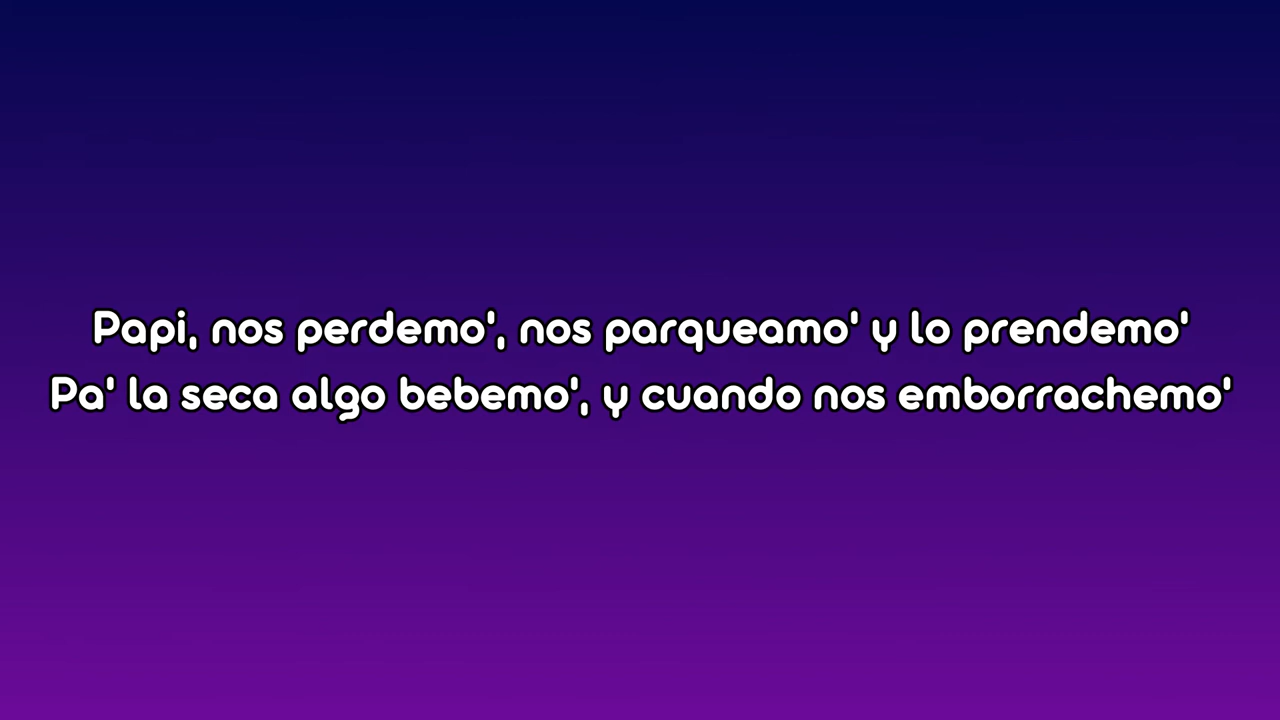 Papi, nos perdemo', nos parqueamo' y lo prendemo'
Pa' la seca algo bebemo', y cuando nos emborrachemo'